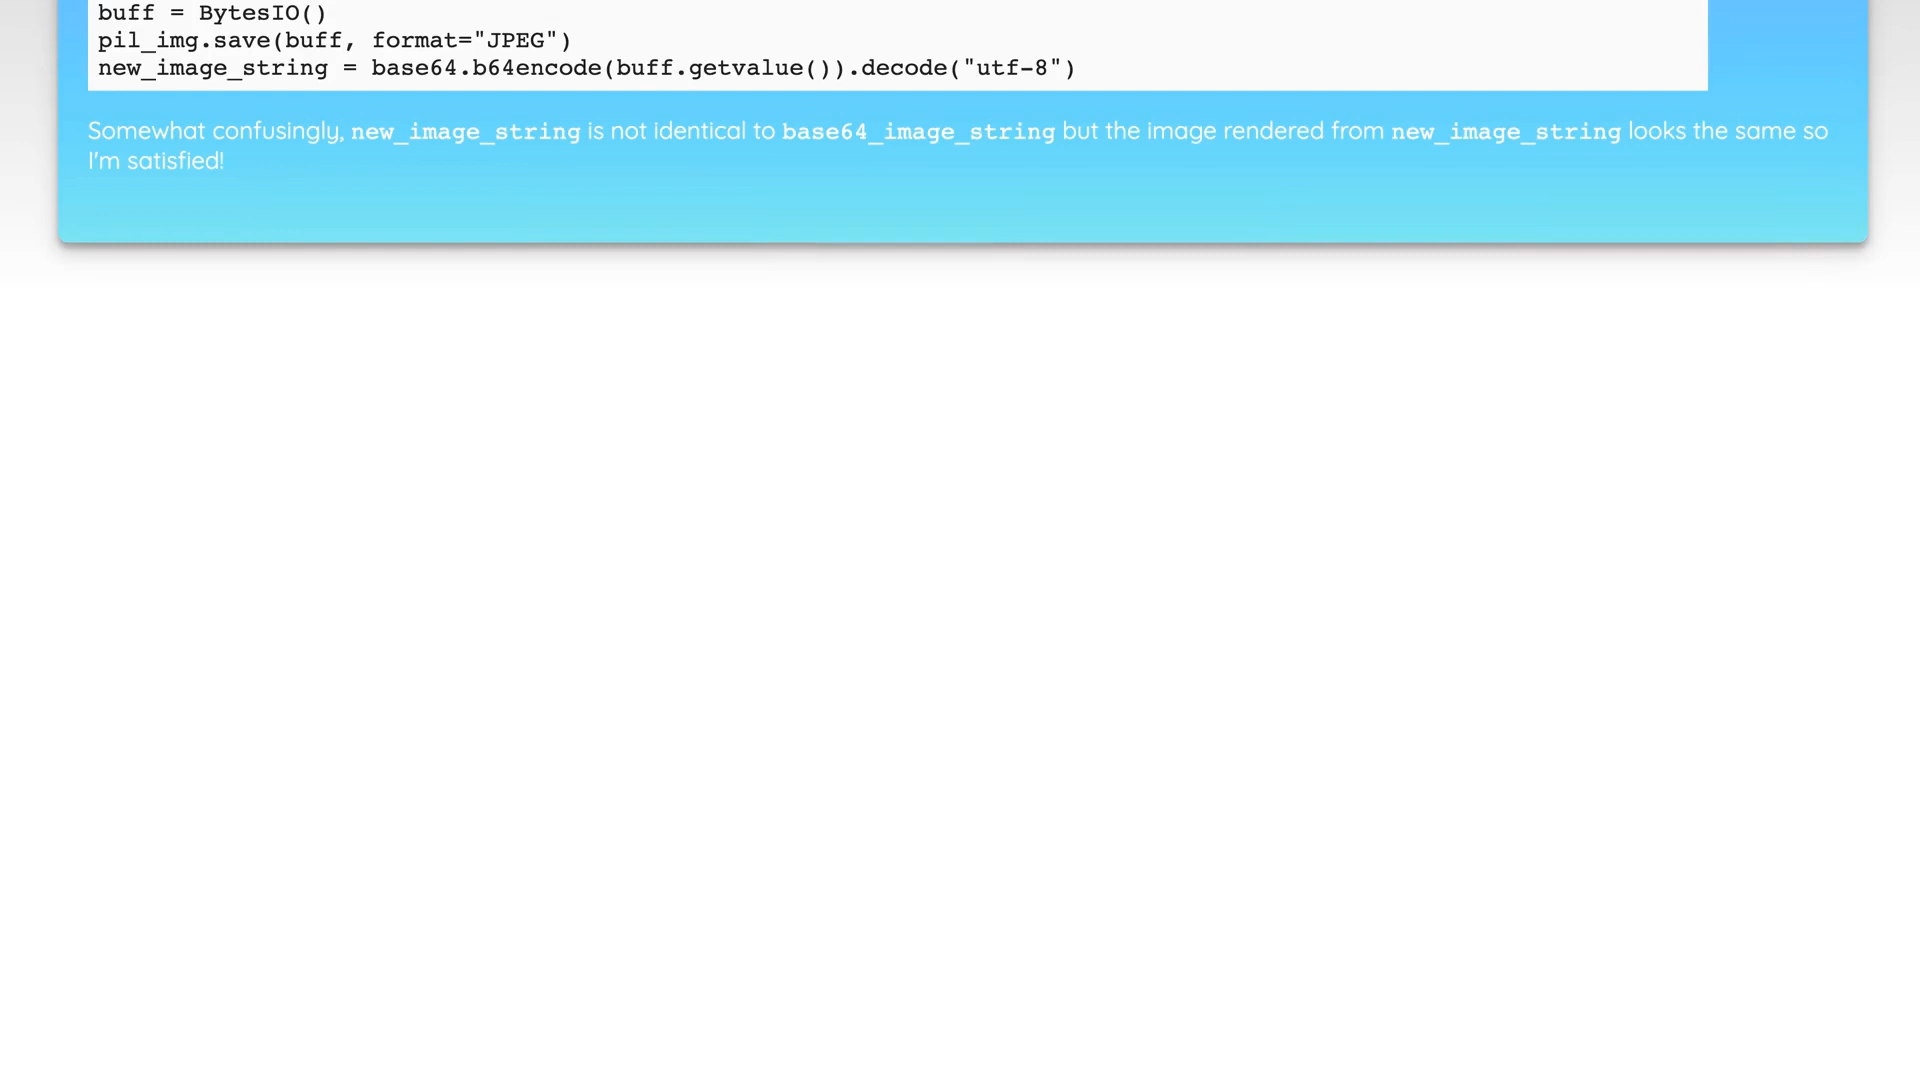 buff = BytesIO()
pil_img.save(buff, format="JPEG")
new_image_string = base64.b64encode(buff.getvalue()).decode("utf-8")
Somewhat confusingly, new_image_string is not identical to base64_image_string but the image rendered from new_image_string looks the same so
I'm satisfied!